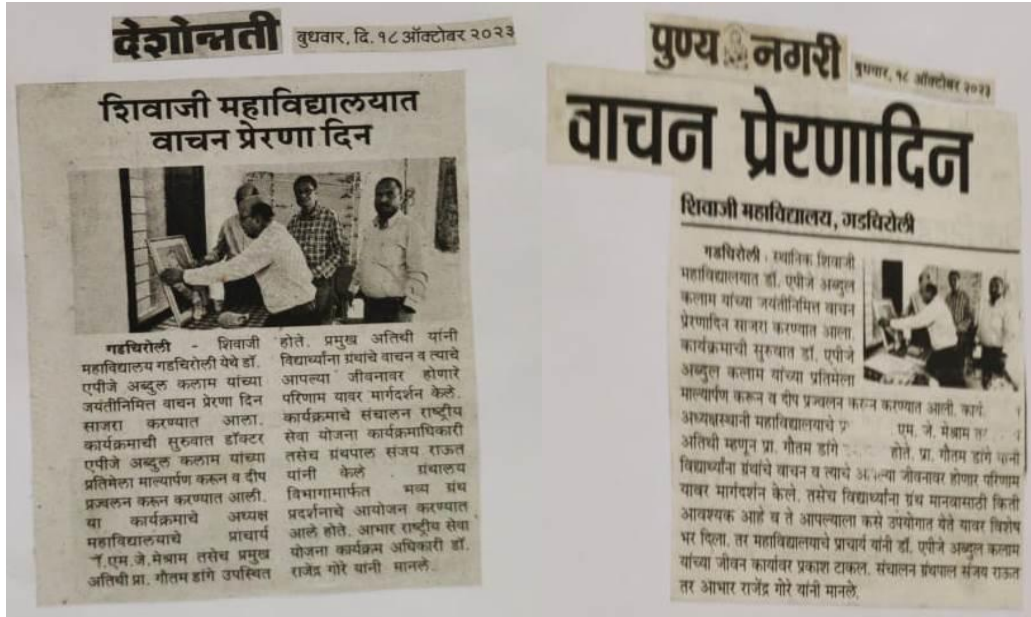 देशोन्नती
बुधवार, दि. १८ ऑक्टोबर २०२३
शिवाजी महाविद्यालयात
वाचन प्रेरणा दिन
गडचिरोली - शिवाजी
महाविद्यालय गडचिरोली येथे डॉ.
एपीजे अब्दुल कलाम यांच्या
जयंतीनिमित्त वाचन प्रेरणा दिन
साजरा करण्यात आला.
कार्यक्रमाची सुरुवात डॉक्टर
एपीजे अब्दुल कलाम यांच्या
प्रतिमेला माल्यार्पण करून व दीप
प्रज्वलन करून करण्यात आली.
या कार्यक्रमाचे अध्यक्ष
महाविद्यालयाचे प्राचार्य
एम.जे.मेश्राम तसेच प्रमुख
अतिथी प्रा. गौतम डांगे उपस्थित
होते. प्रमुख अतिथी यांनी
विद्यार्थ्यांना ग्रंथांचे वाचन व त्याचे
आपल्या जीवनावर होणारे
परिणाम यावर मार्गदर्शन केले.
कार्यक्रमाचे संचालन राष्ट्रीय
सेवा योजना कार्यक्रमाधिकारी
तसेच ग्रंथपाल संजय राऊत
यांनी केले ग्रंथालय
विभागामार्फत भव्य ग्रंथ
प्रदर्शनाचे आयोजन करण्यात
आले होते. आभार राष्ट्रीय सेवा
योजना कार्यक्रम अधिकारी डॉ.
राजेंद्र गोरे यांनी मानले.
पुण्य नगरी
बुधवार, १८ ऑक्टोबर २०२३
वाचन प्रेरणादिन
शिवाजी महाविद्यालय, गडचिरोली
गडचिरोली : स्थानिक शिवाजी
महाविद्यालयात डॉ. एपीजे अब्दुल
कलाम यांच्या जयंतीनिमित्त वाचन
प्रेरणादिन साजरा करण्यात आला.
कार्यक्रमाची सुरुवात डॉ. एपीजे
अब्दुल कलाम यांच्या प्रतिमेला
माल्यार्पण करून व दीप प्रज्वलन करून करण्यात आली.
अध्यक्षस्थानी महाविद्यालयाचे एम. जे. मेश्राम
अतिथी म्हणून प्रा. गौतम डांगे होते. प्रा. गौतम डांगे यांनी
विद्यार्थ्यांना ग्रंथांचे वाचन व त्याचे आपल्या जीवनावर होणार परिणाम
यावर मार्गदर्शन केले. तसेच विद्यार्थ्यांना ग्रंथ मानवासाठी किती
आवश्यक आहे व ते आपल्याला कसे उपयोगात येते यावर विशेष
भर दिला. तर महाविद्यालयाचे प्राचार्य यांनी डॉ. एपीजे अब्दुल कलाम
यांच्या जीवन कार्यावर प्रकाश टाकल. संचालन ग्रंथपाल संजय राऊत
तर आभार राजेंद्र गोरे यांनी मानले.